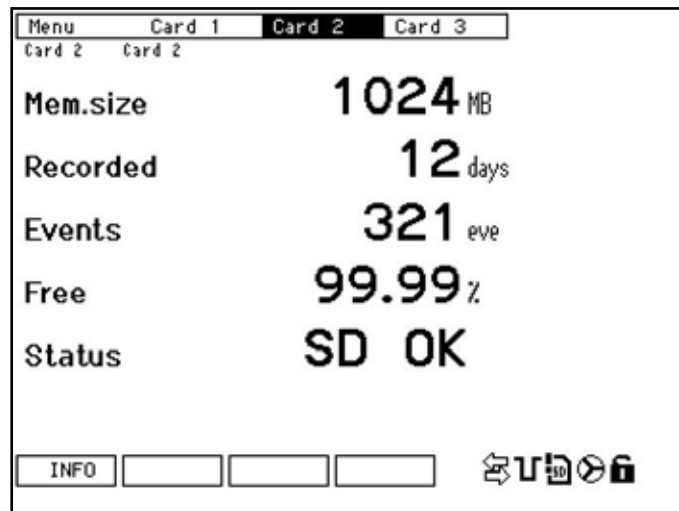 Menu Card 1 Card 2 Card 3
Card 2 Card 2
Mem.size 1024 MB
Recorded 12 days
Events 321 eve
Free 99.99 %
Status SD OK
INFO SD